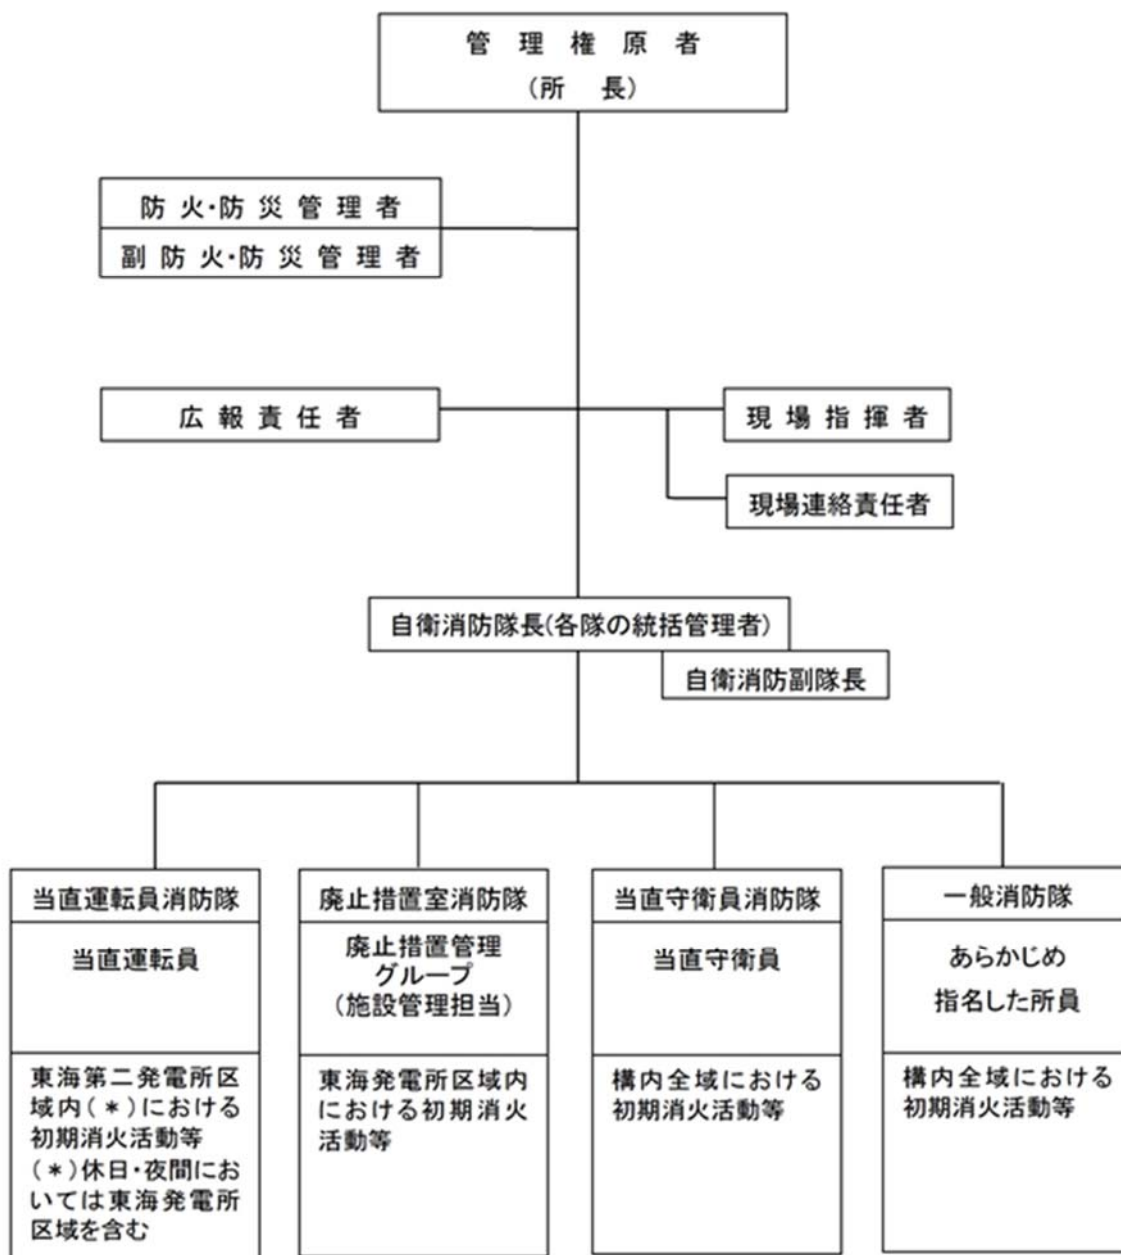 管理権原者
(所　長)
防火・防災管理者
副防火・防災管理者
広報責任者
現場指揮者
現場連絡責任者
自衛消防隊長(各隊の統括管理者)
自衛消防副隊長
当直運転員消防隊
当直運転員
東海第二発電所区
域内(＊)における
初期消火活動等
(＊)休日・夜間にお
いては東海発電所
区域を含む
廃止措置室消防隊
廃止措置管理
グループ
(施設管理担当)
東海発電所区域内
における初期消火
活動等
当直守衛員消防隊
当直守衛員
構内全域における
初期消火活動等
一般消防隊
あらかじめ
指名した所員
構内全域における
初期消火活動等